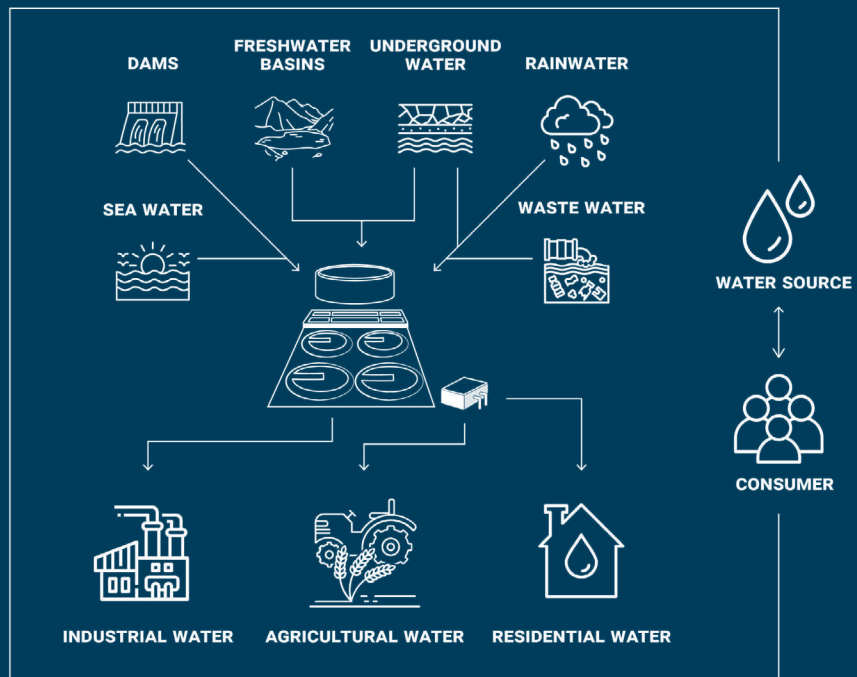 DAMS
FRESHWATER
BASINS
UNDERGROUND
WATER
RAINWATER
SEA WATER
WASTE WATER
WATER SOURCE
CONSUMER
INDUSTRIAL WATER
AGRICULTURAL WATER
RESIDENTIAL WATER